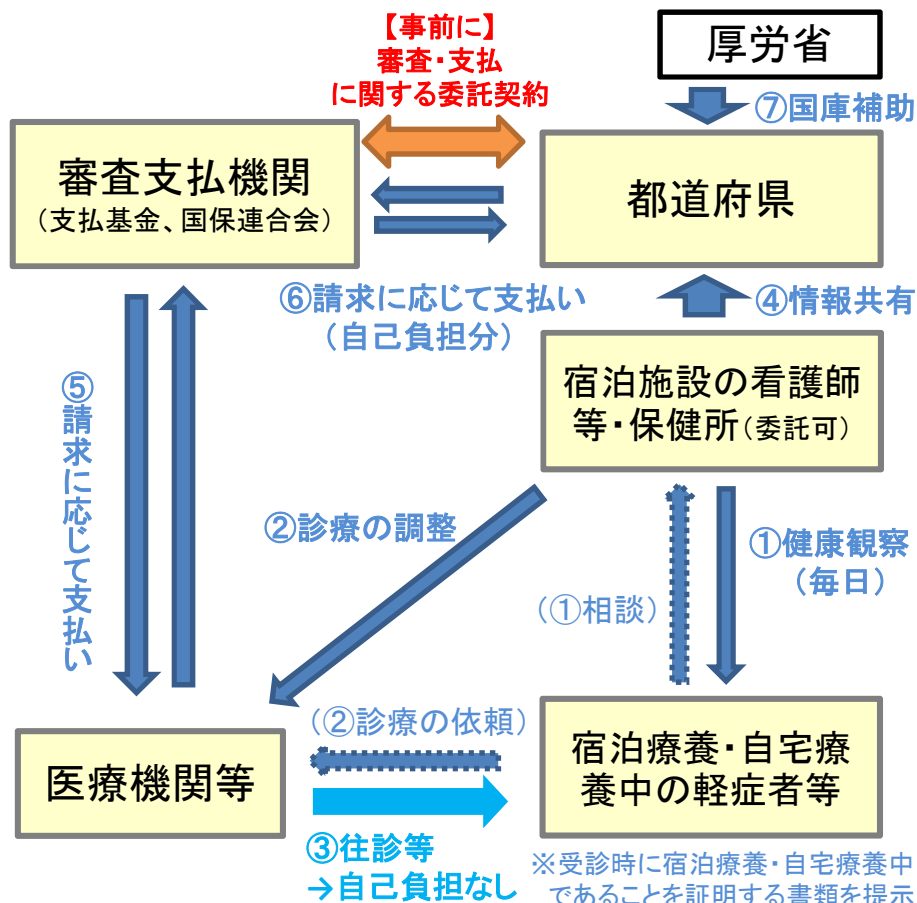 【事前に】
審査・支払
に関する委託契約
厚労省
⑦国庫補助
審査支払機関
（支払基金、国保連合会）
都道府県
⑥請求に応じて支払い
（自己負担分）
④情報共有
宿泊施設の看護師
等・保健所（委託可）
⑤請求に応じて支払い
②診療の調整
①健康観察
（毎日）
（①相談）
（②診療の依頼）
医療機関等
宿泊療養・自宅療
養中の軽症者等
③往診等
→自己負担なし
※受診時に宿泊療養・自宅療養中
であることを証明する書類を提示